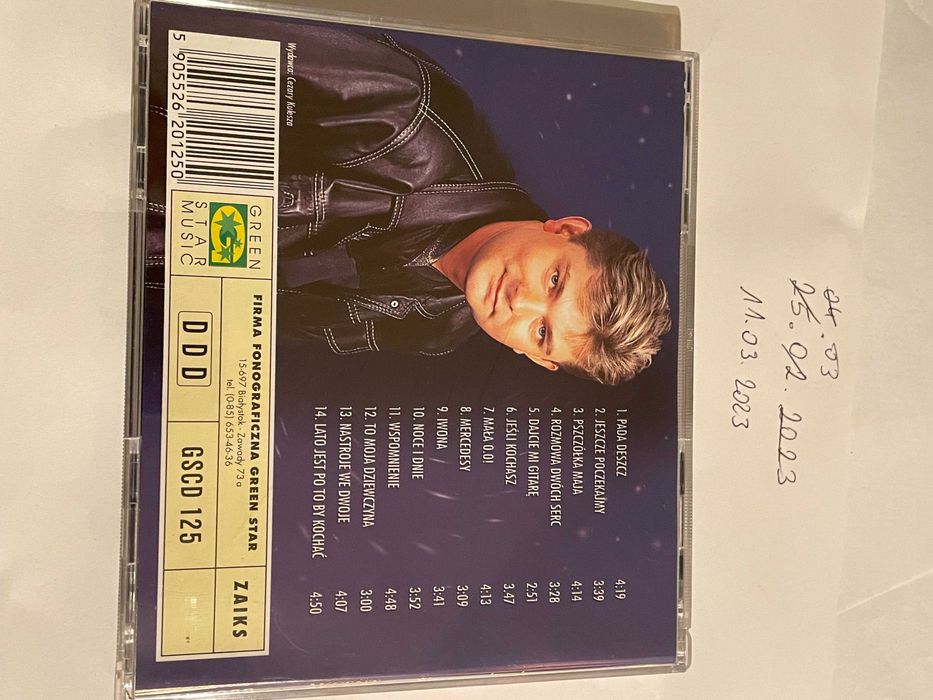 1. PADA DESZCZ 4:19
2. JESZCZE POCZEKAJMY 3:39
3. PSZCZÓŁKA MAJA 4:14
4. ROZMOWA DWÓCH SERC 3:28
5. DAJCIE MI GITARĘ 2:51
6. JEŚLI KOCHASZ 3.47
7. MAŁA O.O! 4:13
8. MERCEDESY 3:09
9. IWONA 3:41
10. NOCE I DNIE 3:52
11. WSPOMNIENIE 4:48
12. TO MOJA DZIEWCZYNA 3:00
13. NASTROJE WE DWOJE 4:07
14. LATO JEST PO TO BY KOCHAĆ 4:50
Wydawca: Cezary Kulesza
5 905526 201250
GREEN
STAR
MUSIC
FIRMA FONOGRAFICZNA GREEN STAR
15-697 Białystok - Zawady 73 a
tel. (0-85) 653-46-36
ZAIKS
DDD
GSCD 125
04.03
25.02.2023
11.03.2023